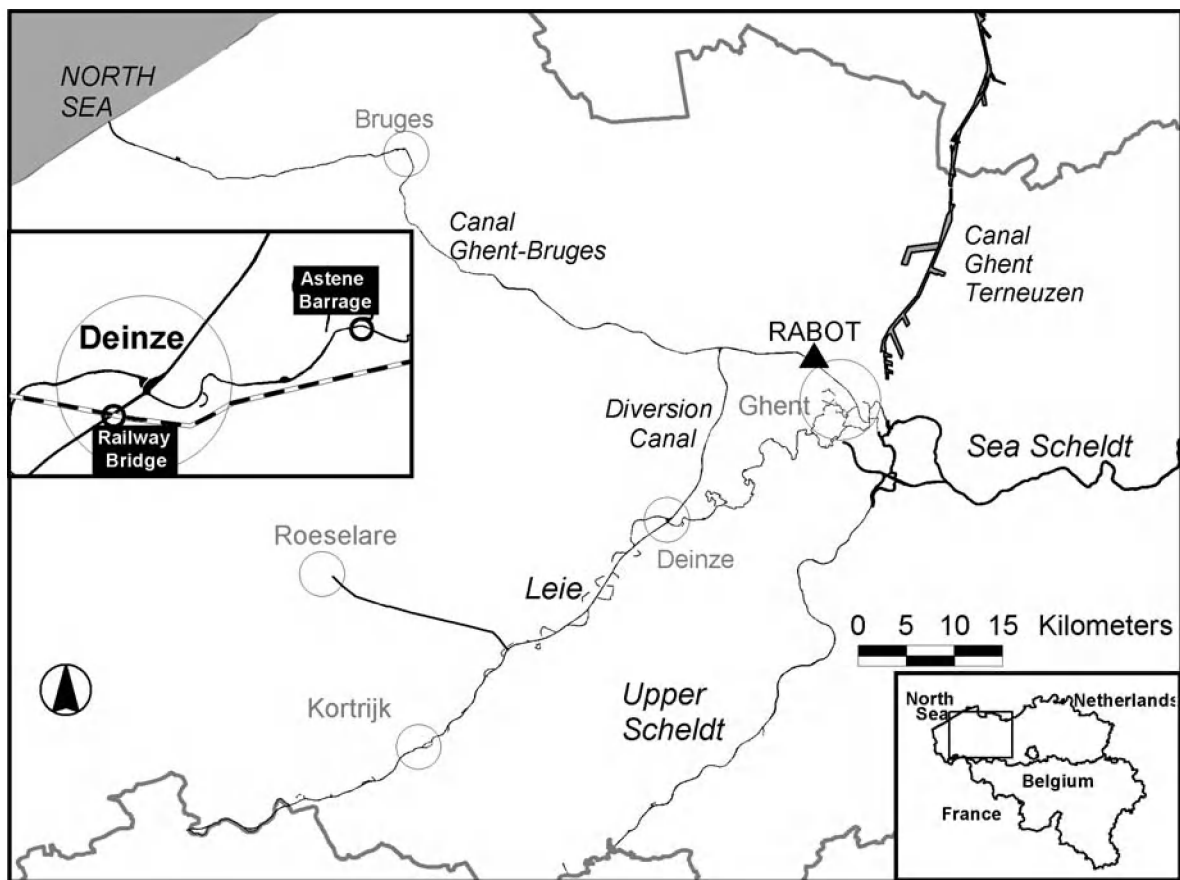 NORTH
SEA
Bruges
Canal
Ghent-Bruges
Canal
Ghent
Terneuzen
Astene
Barrage
Deinze
Railway
Bridge
RABOT
Ghent
Diversion
Canal
Sea Scheldt
Roeselare
Deinze
Leie
0 5 10 15 Kilometers
Kortrijk
Upper
Scheldt
North
Sea
Netherlands
Belgium
France